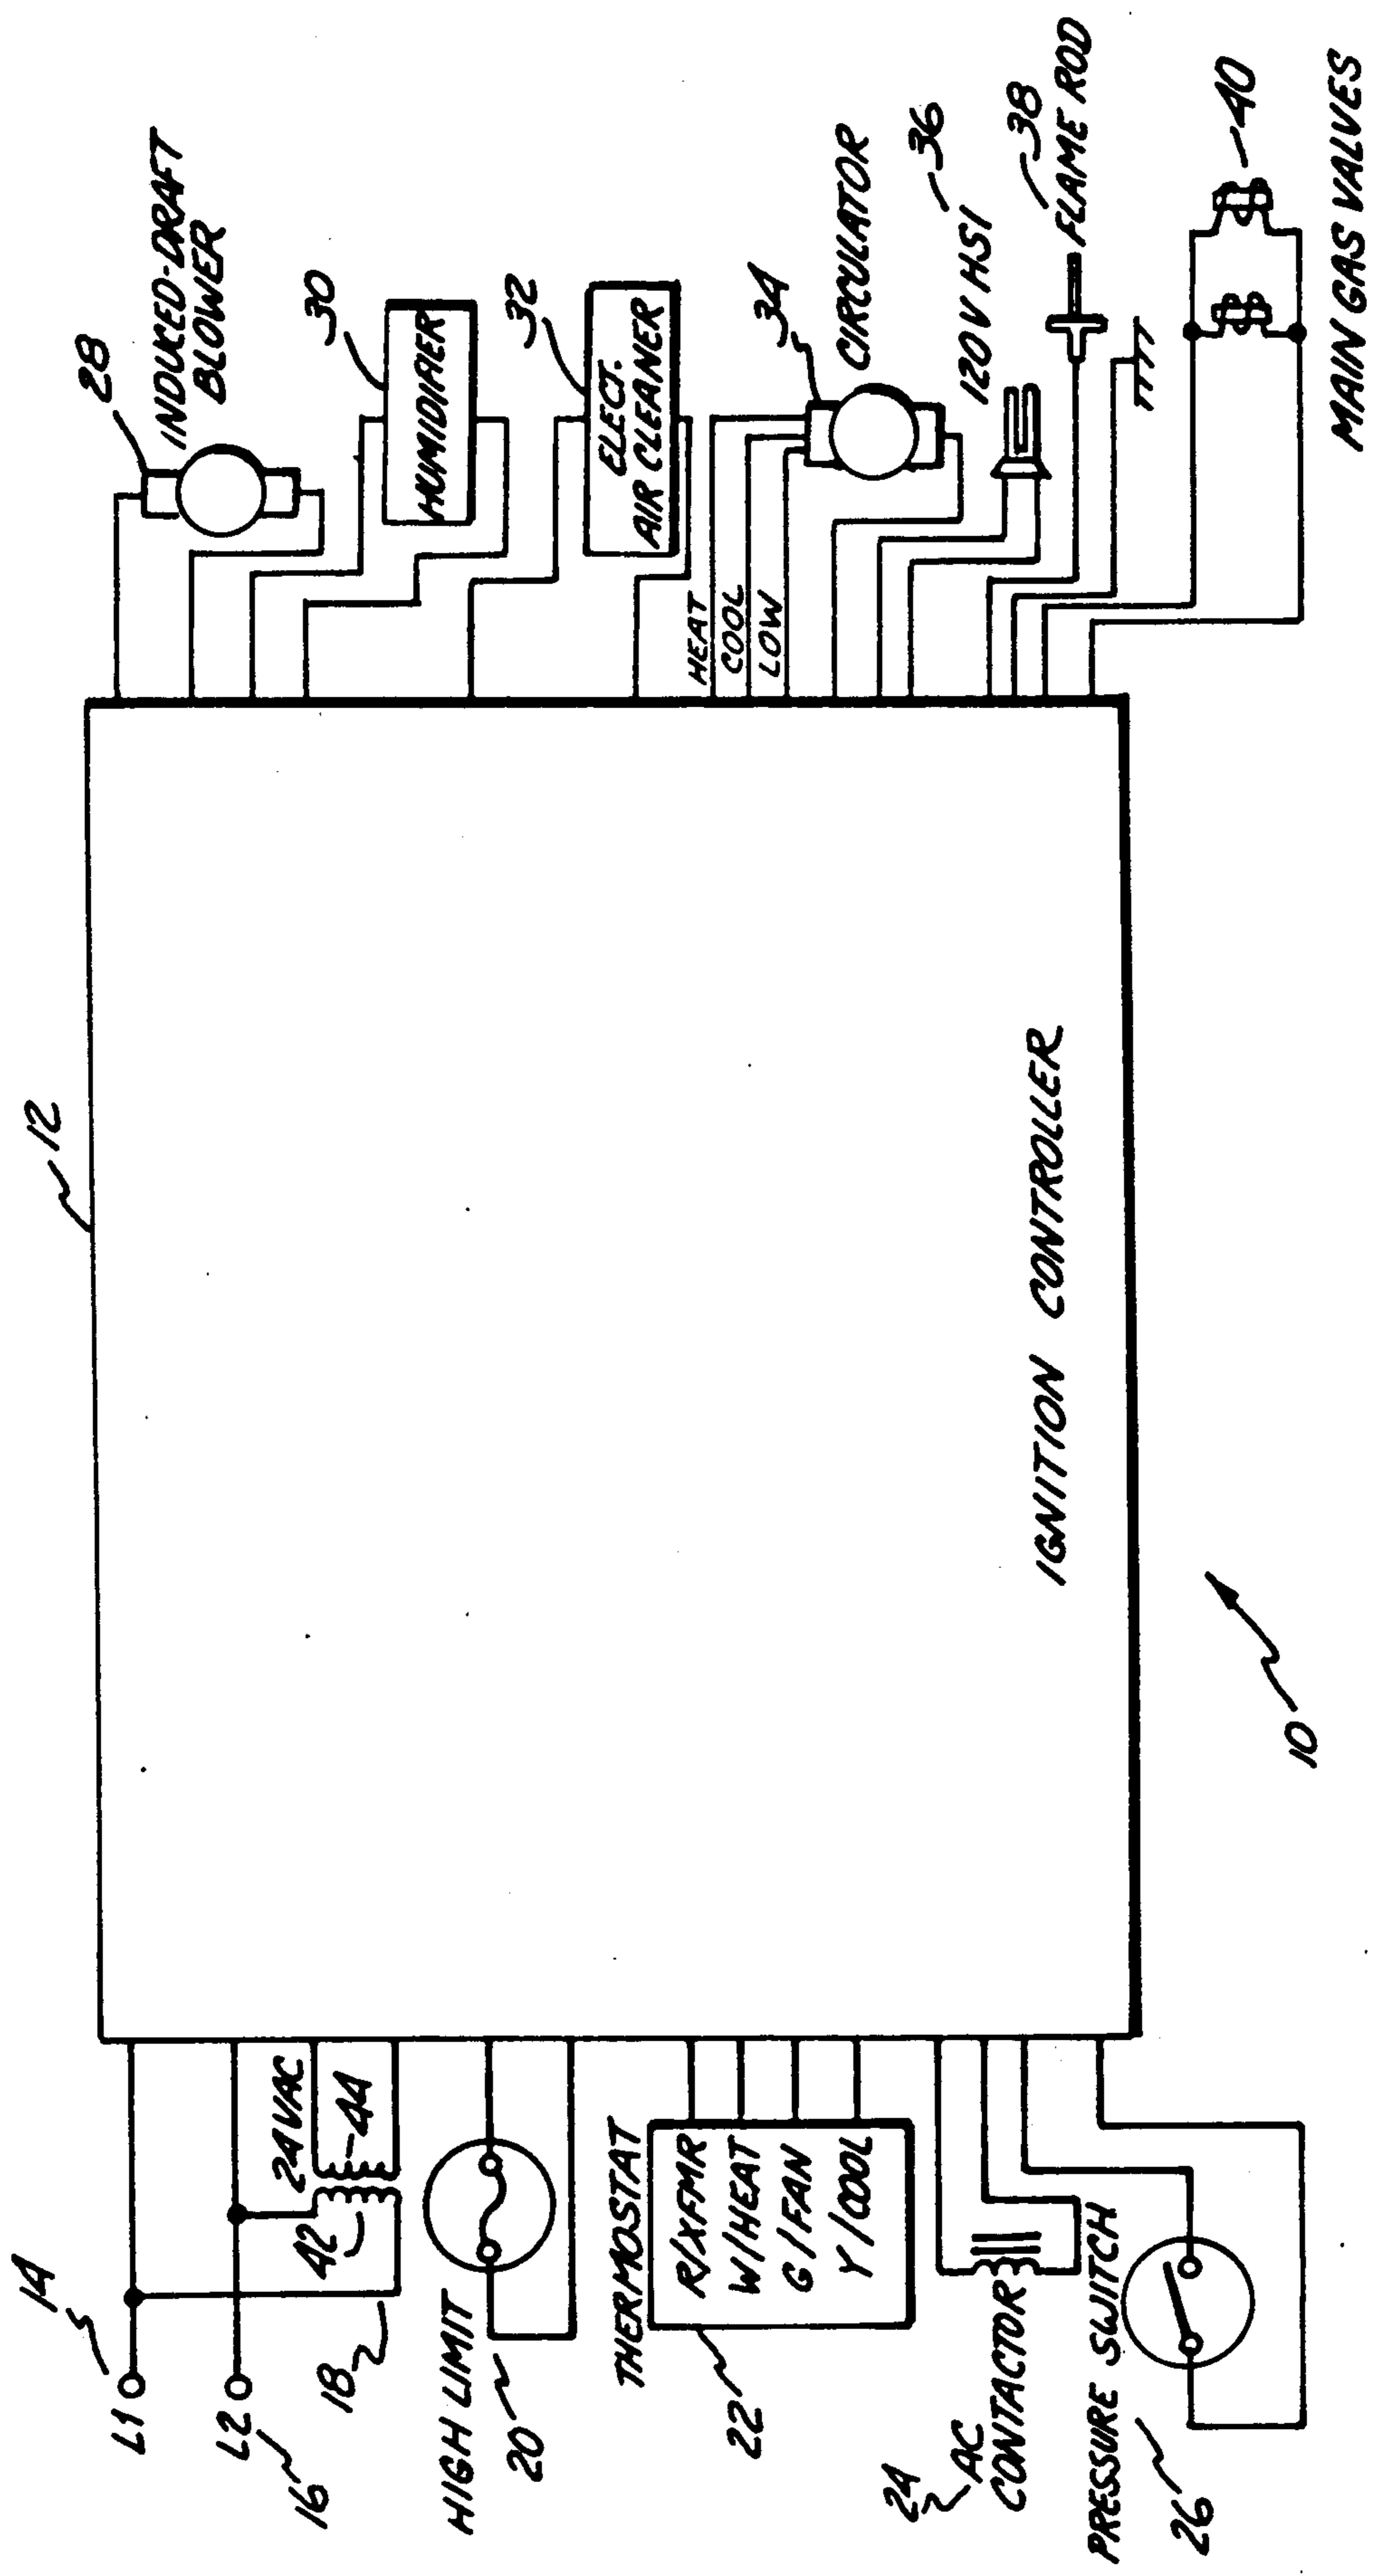 14
L1
L2
16
18
24VAC
42
44
HIGH LIMIT
20
THERMOSTAT
R/XFMR
W/HEAT
G/FAN
Y/COOL
22
24
AC
CONTACTOR
PRESSURE SWITCH
26
12
IGNITION CONTROLLER
10
28
INDUCED-DRAFT
BLOWER
30
HUMIDIFIER
32
ELECT.
AIR CLEANER
HEAT
COOL
LOW
34
CIRCULATOR
120V HSI
36
38
FLAME ROD
40
MAIN GAS VALVES